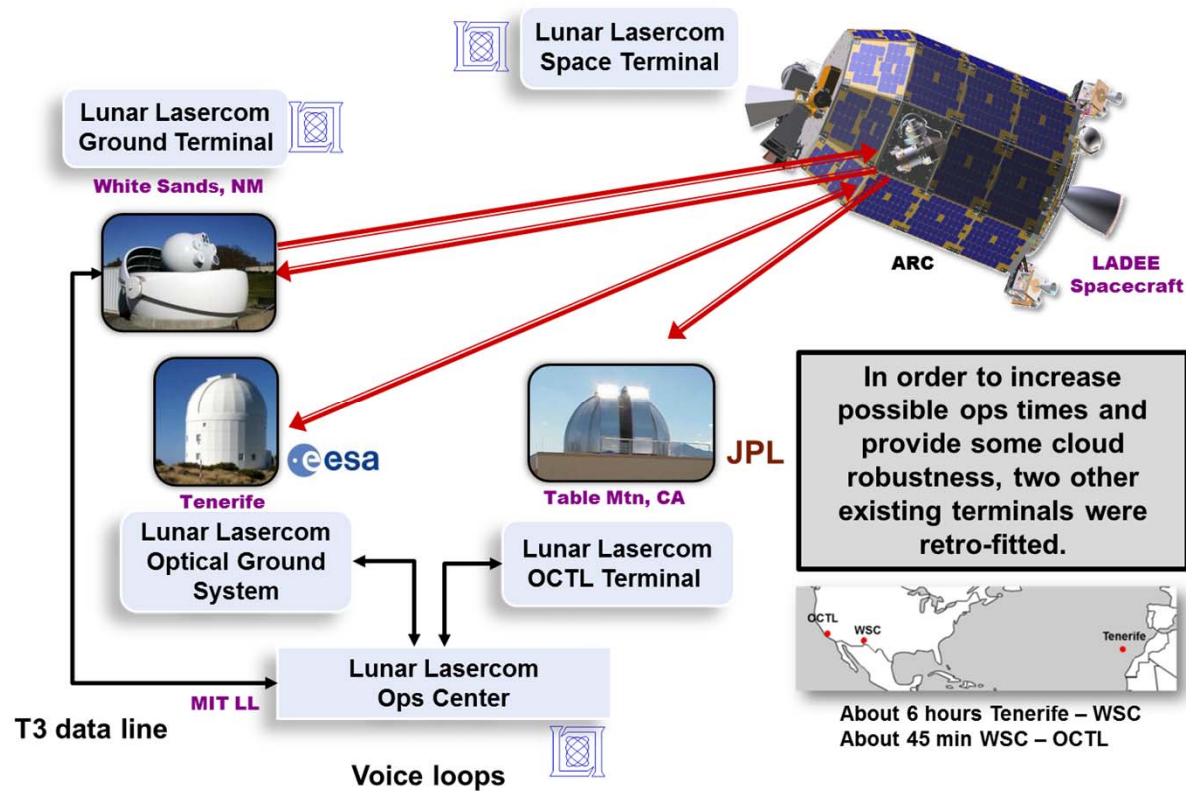 Lunar Lasercom
Space Terminal
Lunar Lasercom
Ground Terminal
White Sands, NM
ARC
LADEE
Spacecraft
esa
Tenerife
JPL
Table Mtn, CA
In order to increase
possible ops times and
provide some cloud
robustness, two other
existing terminals were
retro-fitted.
Lunar Lasercom
Optical Ground
System
Lunar Lasercom
OCTL Terminal
OCTL
WSC
Tenerife
Lunar Lasercom
Ops Center
MIT LL
T3 data line
About 6 hours Tenerife – WSC
About 45 min WSC – OCTL
Voice loops